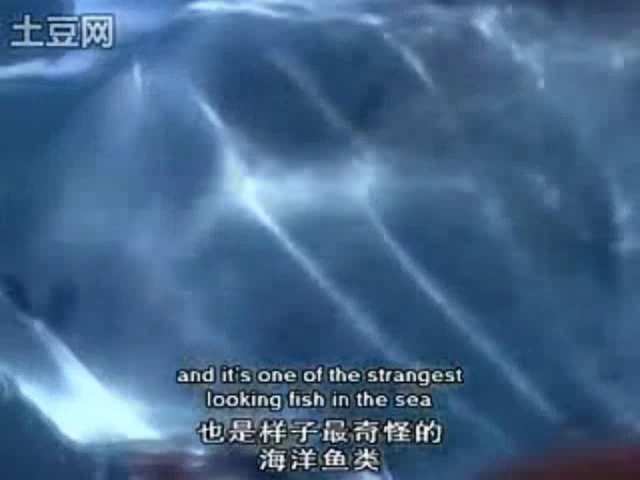 土豆网
and it's one of the strangest
looking fish in the sea
也是样子最奇怪的
海洋鱼类